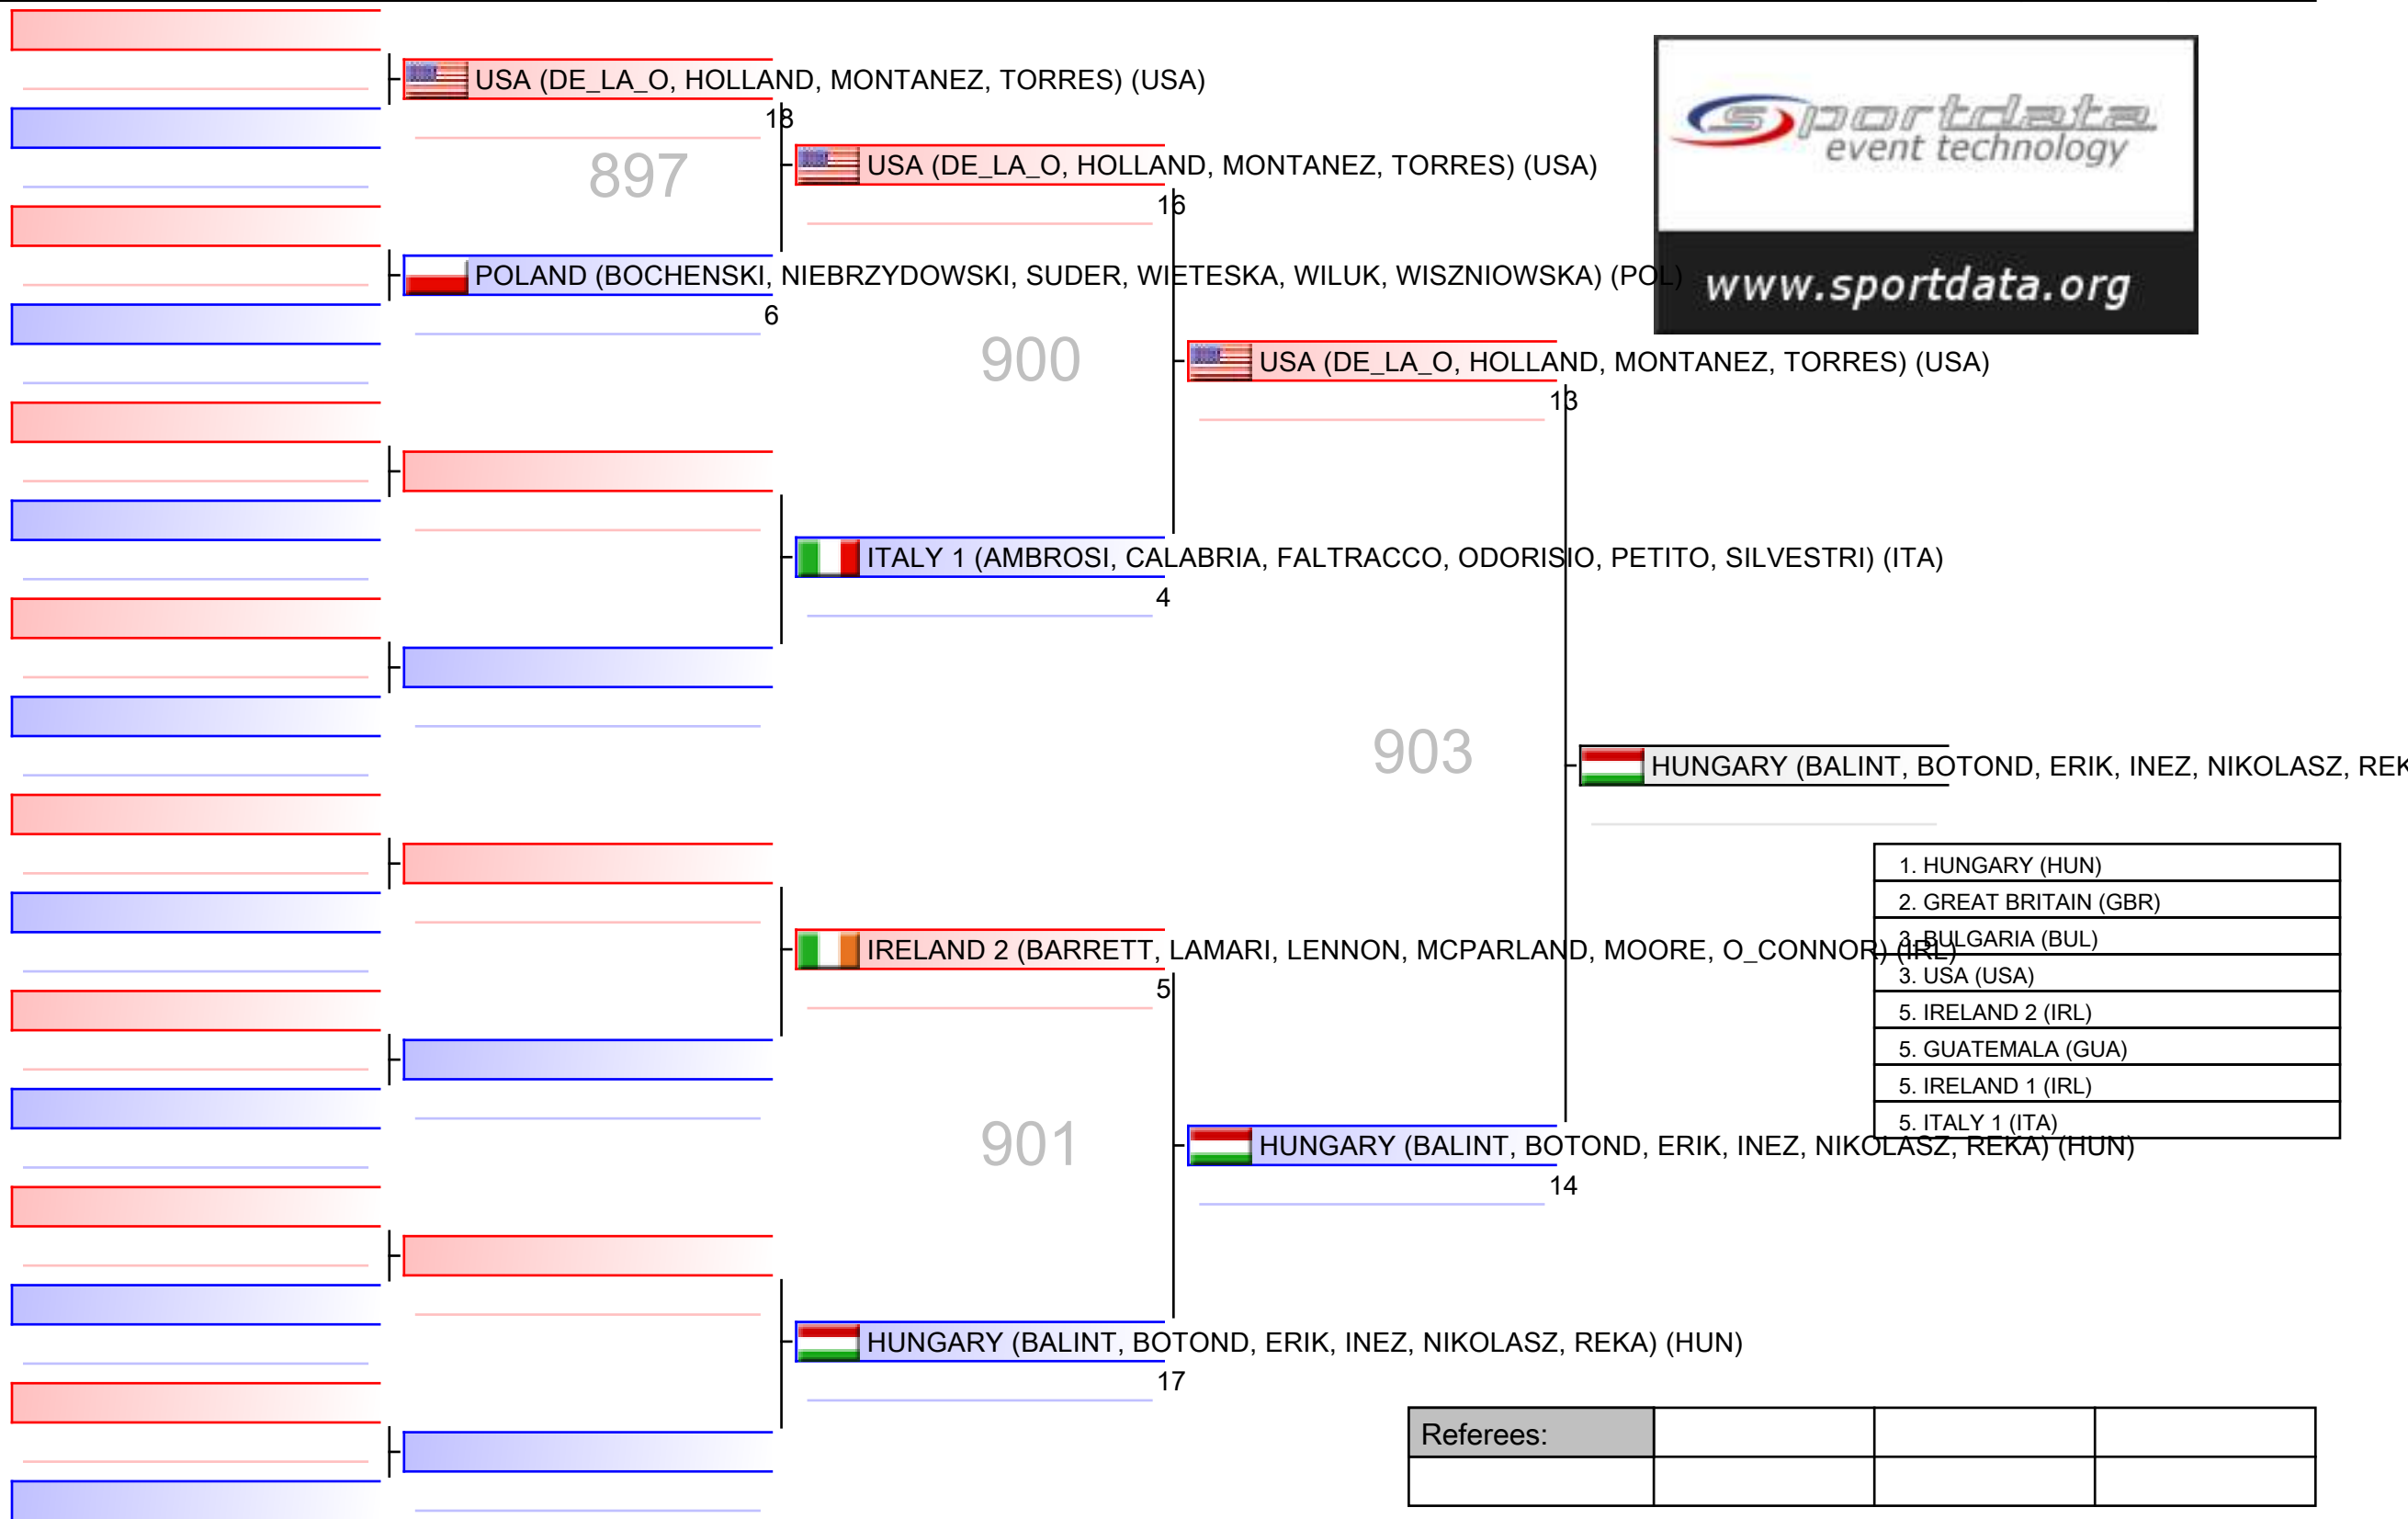 USA (DE_LA_O, HOLLAND, MONTANEZ, TORRES) (USA)
18
897
USA (DE_LA_O, HOLLAND, MONTANEZ, TORRES) (USA)
16
sportdata
event technology
www.sportdata.org
POLAND (BOCHENSKI, NIEBRZYDOWSKI, SUDER, WIETESKA, WILUK, WISZNIOWSKA) (POL)
6
900
USA (DE_LA_O, HOLLAND, MONTANEZ, TORRES) (USA)
13
ITALY 1 (AMBROSI, CALABRIA, FALTRACCO, ODORISIO, PETITO, SILVESTRI) (ITA)
4
903
HUNGARY (BALINT, BOTOND, ERIK, INEZ, NIKOLASZ, REK
1. HUNGARY (HUN)
2. GREAT BRITAIN (GBR)
3. BULGARIA (BUL)
3. USA (USA)
5. IRELAND 2 (IRL)
5. GUATEMALA (GUA)
5. IRELAND 1 (IRL)
5. ITALY 1 (ITA)
IRELAND 2 (BARRETT, LAMARI, LENNON, MCPARLAND, MOORE, O_CONNOR) (IRL)
5
901
HUNGARY (BALINT, BOTOND, ERIK, INEZ, NIKOLASZ, REKA) (HUN)
14
HUNGARY (BALINT, BOTOND, ERIK, INEZ, NIKOLASZ, REKA) (HUN)
17
Referees: